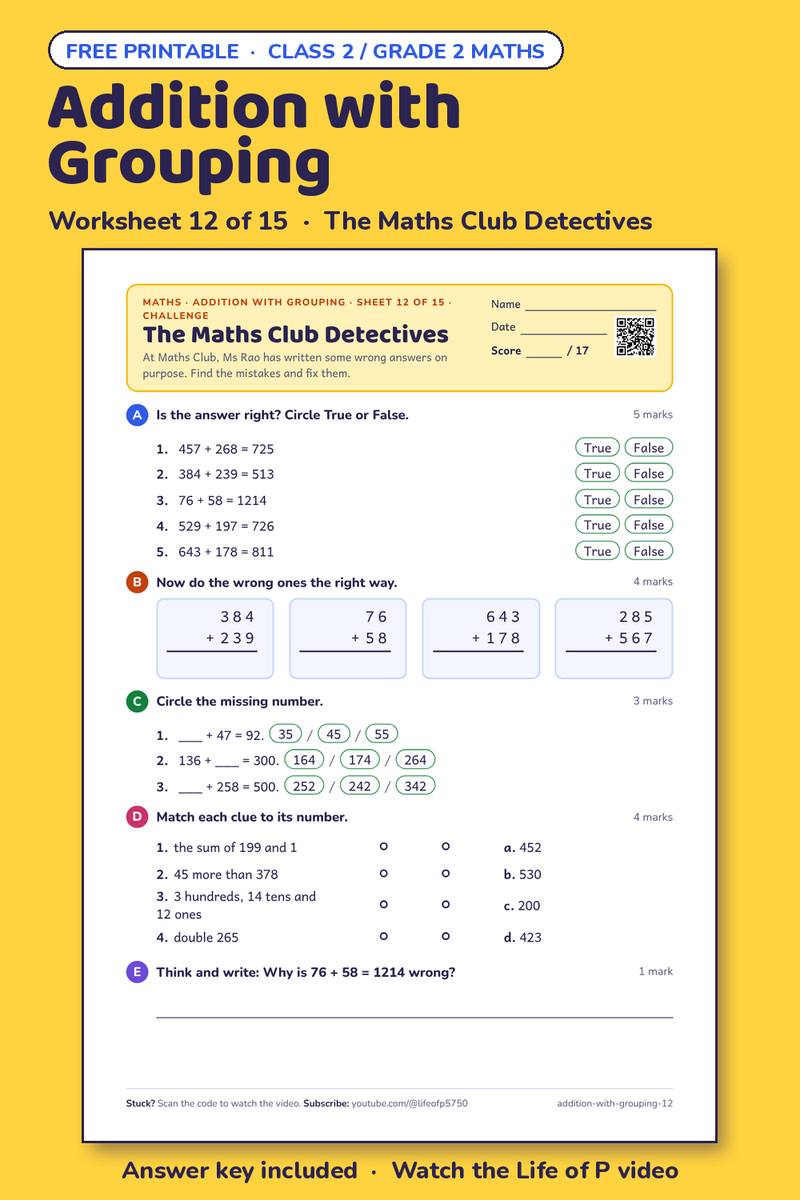 FREE PRINTABLE · CLASS 2 / GRADE 2 MATHS
Addition with
Grouping
Worksheet 12 of 15 · The Maths Club Detectives
MATHS · ADDITION WITH GROUPING · SHEET 12 OF 15 ·
CHALLENGE
The Maths Club Detectives
At Maths Club, Ms Rao has written some wrong answers on
purpose. Find the mistakes and fix them.
Name ____
Date ____
Score ____ / 17
A Is the answer right? Circle True or False. 5 marks
1. 457 + 268 = 725 True False
2. 384 + 239 = 513 True False
3. 76 + 58 = 1214 True False
4. 529 + 197 = 726 True False
5. 643 + 178 = 811 True False
B Now do the wrong ones the right way. 4 marks
384 76 643 285
+ 239 + 58 + 178 + 567
C Circle the missing number. 3 marks
1. ___ + 47 = 92. 35 / 45 / 55
2. 136 + ___ = 300. 164 / 174 / 264
3. ___ + 258 = 500. 252 / 242 / 342
D Match each clue to its number. 4 marks
1. the sum of 199 and 1 a. 452
2. 45 more than 378 b. 530
3. 3 hundreds, 14 tens and
12 ones c. 200
4. double 265 d. 423
E Think and write: Why is 76 + 58 = 1214 wrong? 1 mark
Stuck? Scan the code to watch the video. Subscribe: youtube.com/@lifeofp5750 addition-with-grouping-12
Answer key included · Watch the Life of P video